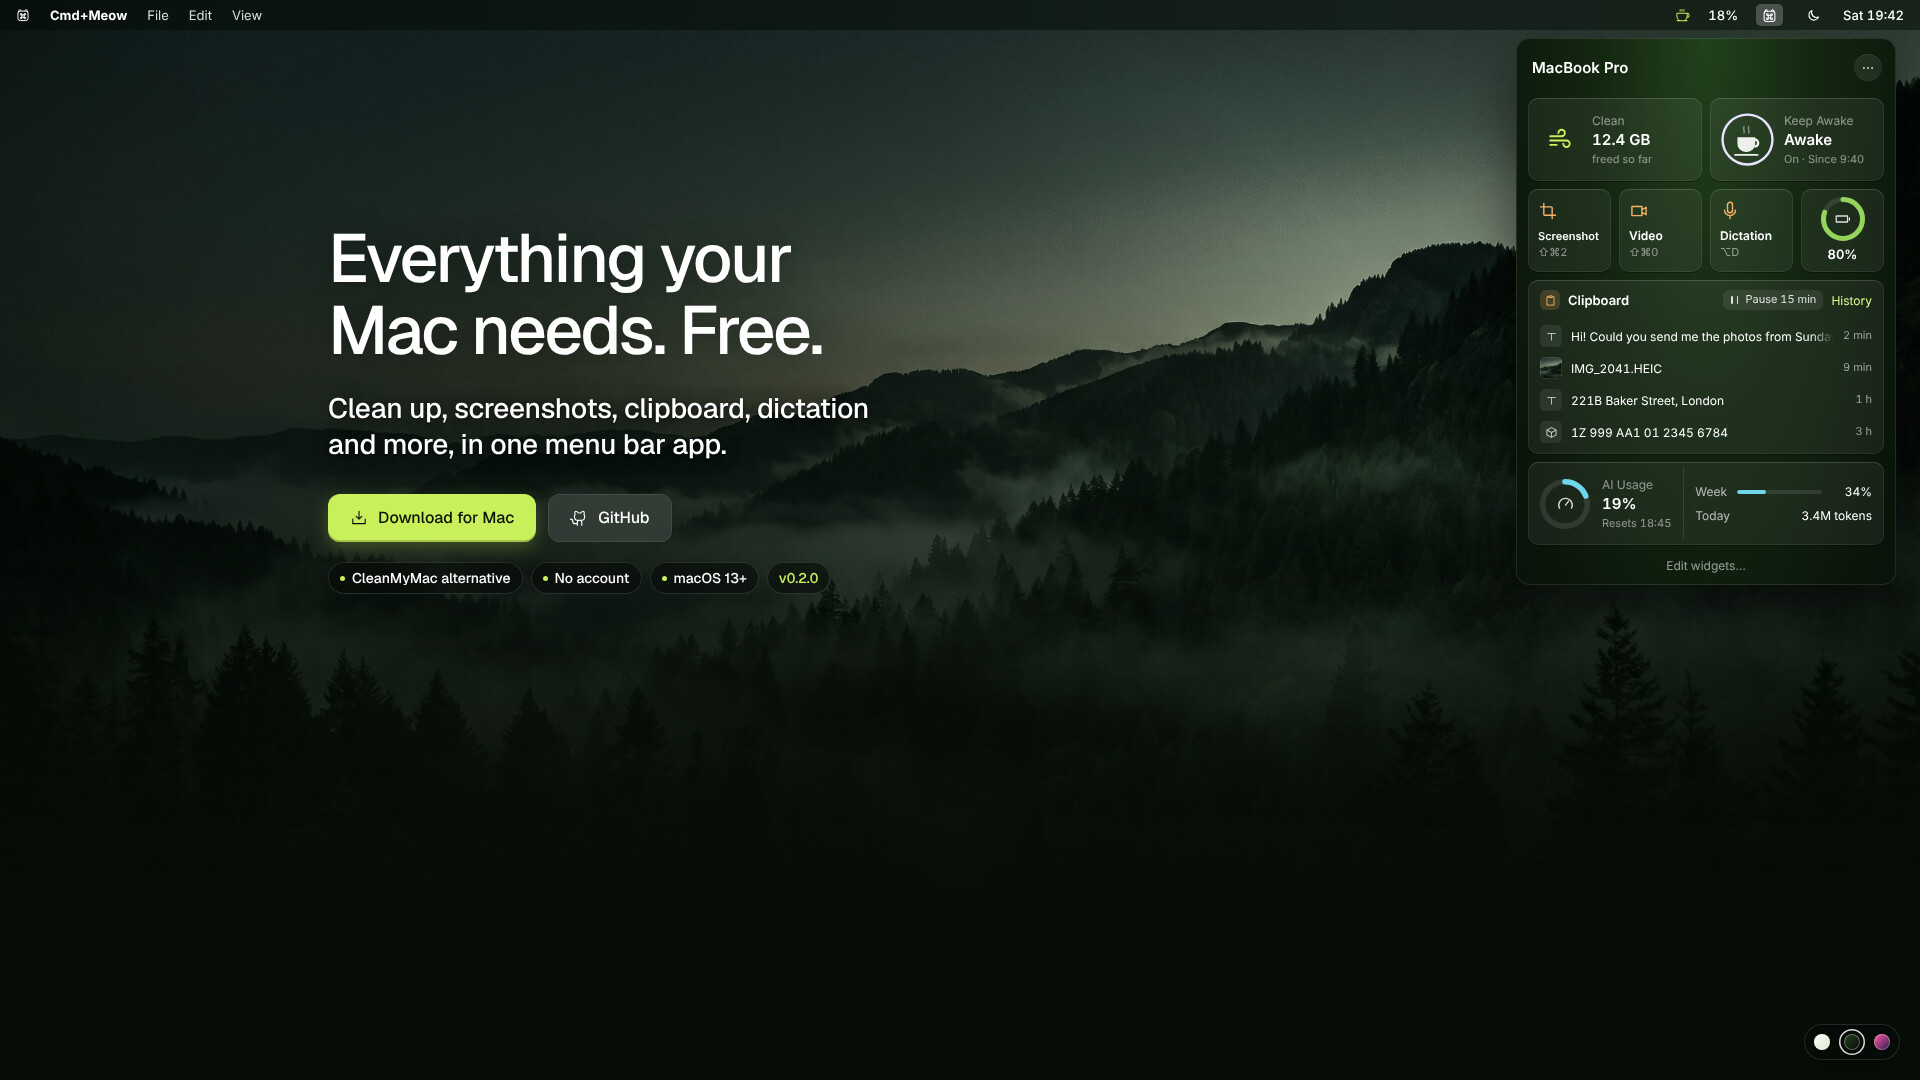 Cmd+Meow File Edit View
18% Sat 19:42
MacBook Pro
Clean
12.4 GB
freed so far
Keep Awake
Awake
On · Since 9:40
Screenshot
⇧⌘2
Video
⇧⌘0
Dictation
⌥D
80%
Clipboard Pause 15 min History
Hi! Could you send me the photos from Sunda 2 min
IMG_2041.HEIC 9 min
221B Baker Street, London 1 h
1Z 999 AA1 01 2345 6784 3 h
AI Usage
19%
Resets 18:45
Week 34%
Today 3.4M tokens
Edit widgets...
Everything your
Mac needs. Free.
Clean up, screenshots, clipboard, dictation
and more, in one menu bar app.
Download for Mac GitHub
CleanMyMac alternative No account macOS 13+ v0.2.0